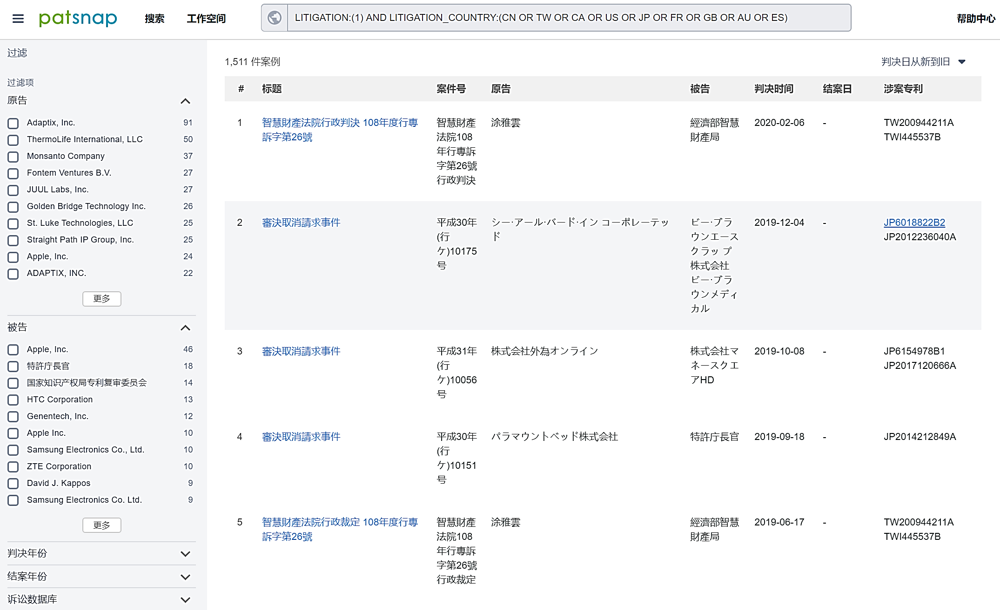 patsnap
搜索
工作空间
LITIGATION:(1) AND LITIGATION_COUNTRY:(CN OR TW OR CA OR US OR JP OR FR OR GB OR AU OR ES)
帮助中心
过滤
过滤项
原告
Adaptix, Inc. 91
ThermoLife International, LLC 50
Monsanto Company 37
Fontem Ventures B.V. 27
JUUL Labs, Inc. 27
Golden Bridge Technology Inc. 26
St. Luke Technologies, LLC 25
Straight Path IP Group, Inc. 25
Apple, Inc. 24
ADAPTIX, INC. 22
更多
被告
Apple, Inc. 46
特許庁長官 18
国家知识产权局专利复审委员会 14
HTC Corporation 13
Genentech, Inc. 12
Apple Inc. 10
Samsung Electronics Co., Ltd. 10
ZTE Corporation 10
David J. Kappos 9
Samsung Electronics Co. Ltd. 9
更多
判决年份
结案年份
诉讼数据库
1,511 件案例
判决日从新到旧
# 标题 案件号 原告 被告 判决时间 结案日 涉案专利
1
智慧財產法院行政判決 108年度行專
訴字第26號
智慧財產
法院108
年行專訴
字第26號
行政判決
涂雅雲
經濟部智慧
財產局
2020-02-06
-
TW200944211A
TWI445537B
2
審決取消請求事件
平成30年
(行
ケ)10175
号
シー·アール·バード·イン コーポレーテッ
ド
ビー·ブラ
ウンエース
クラッ プ
株式会社
ビー·ブラ
ウンメディ
カル
2019-12-04
-
JP6018822B2
JP2012236040A
3
審決取消請求事件
平成31年
(行
ケ)10056
号
株式会社外為オンライン
株式会社マ
ネースクエ
アHD
2019-10-08
-
JP6154978B1
JP2017120666A
4
審決取消請求事件
平成30年
(行
ケ)10151
号
パラマウントベッド株式会社
特許庁長官
2019-09-18
-
JP2014212849A
5
智慧財產法院行政裁定 108年度行專
訴字第26號
智慧財產
法院108
年行專訴
字第26號
行政裁定
涂雅雲
經濟部智慧
財產局
2019-06-17
-
TW200944211A
TWI445537B